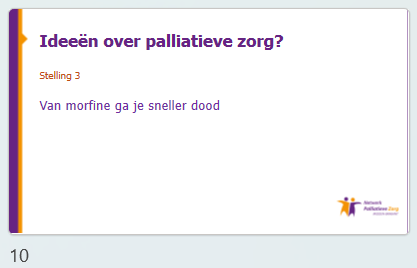 Ideeën over palliatieve zorg?
Stelling 3
Van morfine ga je sneller dood
Netwerk
Palliatieve Zorg
10